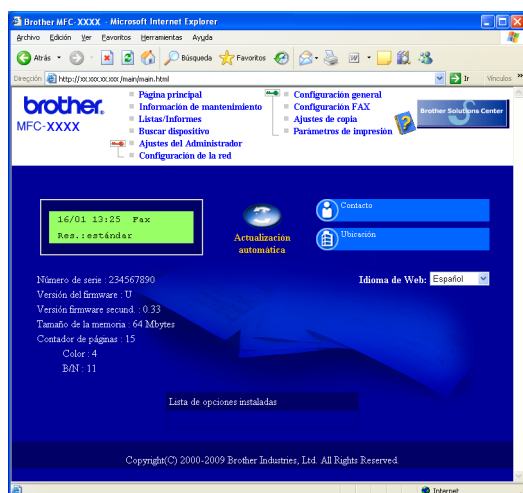 Brother MFC-XXXX - Microsoft Internet Explorer
Archivo Edición Ver Favoritos Herramientas Ayuda
Atrás Búsqueda Favoritos
Dirección http://xx.xxx.xxx.xxx/main/main.html Ir Vínculos »
brother.
MFC-XXXX
Página principal
Información de mantenimiento
Listas/Informes
Buscar dispositivo
Ajustes del Administrador
Configuración de la red
Configuración general
Configuración FAX
Ajustes de copia
Parámetros de impresión
Brother Solutions Center
16/01 13:25 Fax
Res.:estándar
Actualización
automática
Contacto
Ubicación
Número de serie : 234567890
Versión del firmware : U
Versión firmware secund. : 0.33
Tamaño de la memoria : 64 Mbytes
Contador de páginas : 15
Color : 4
B/N : 11
Idioma de Web: Español
Lista de opciones instaladas
Copyright(C) 2000-2009 Brother Industries, Ltd. All Rights Reserved.
Internet